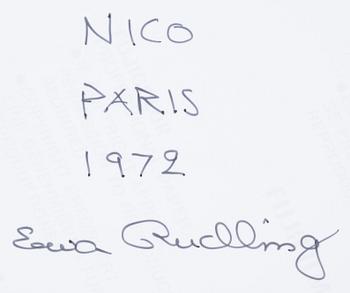 NICO
PARIS
1972
Ewa Rudling